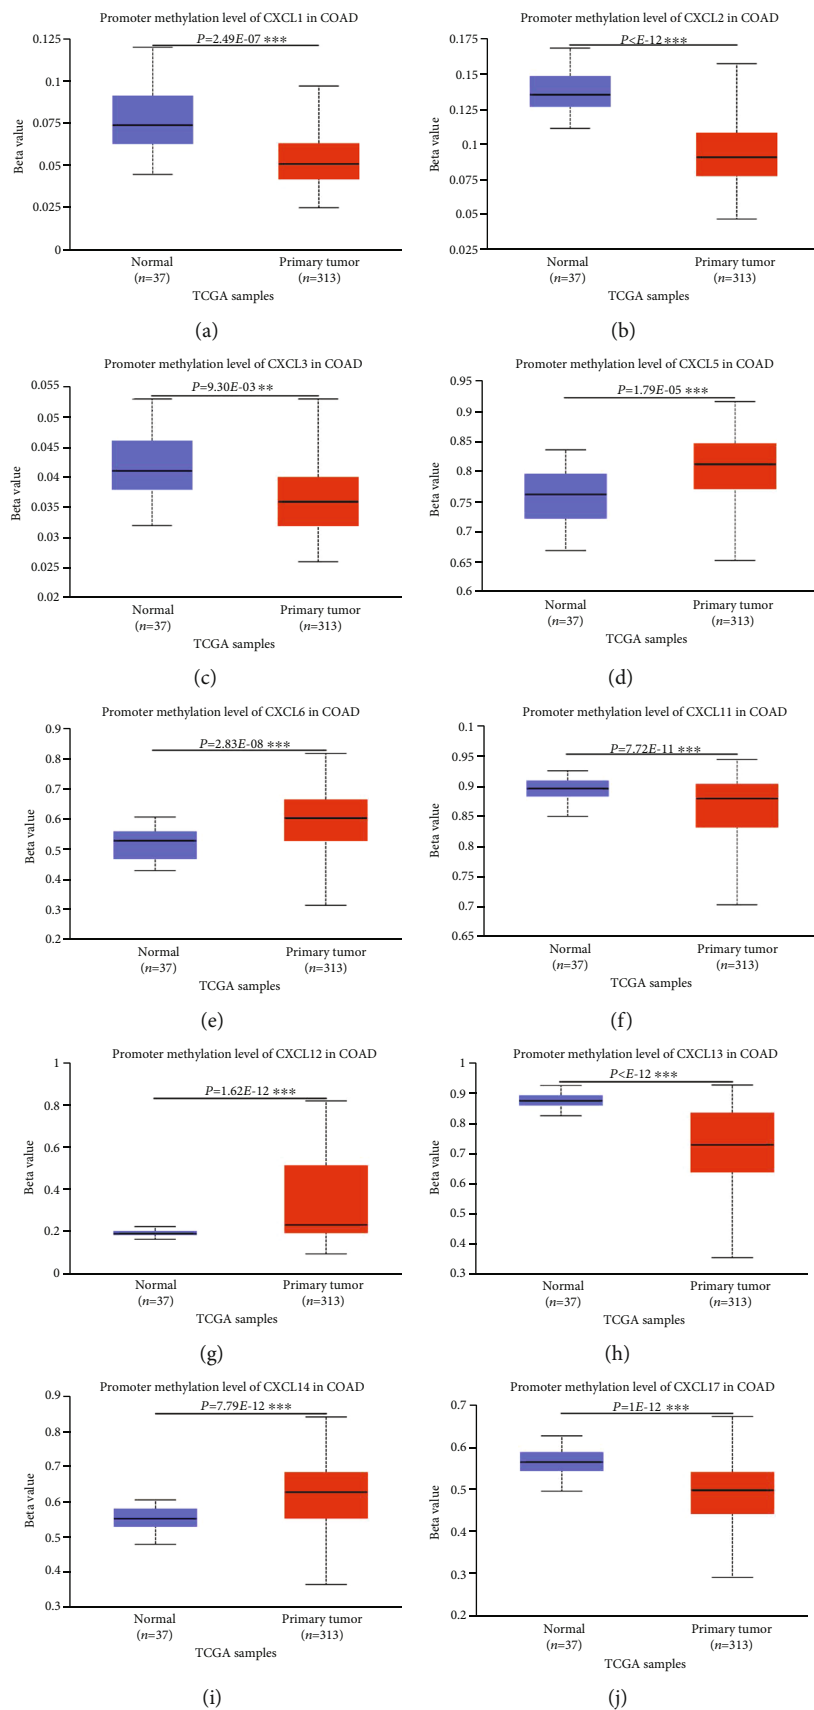 Promoter methylation level of CXCL1 in COAD
P=2.49E-07 ***
0.125
0.1
0.075
0.05
0.025
0
Beta value
Normal
(n=37)
Primary tumor
(n=313)
TCGA samples
(a)
Promoter methylation level of CXCL2 in COAD
P<E-12 ***
0.175
0.15
0.125
0.1
0.075
0.05
0.025
Beta value
Normal
(n=37)
Primary tumor
(n=313)
TCGA samples
(b)
Promoter methylation level of CXCL3 in COAD
P=9.30E-03 **
0.055
0.05
0.045
0.04
0.035
0.03
0.025
0.02
Beta value
Normal
(n=37)
Primary tumor
(n=313)
TCGA samples
(c)
Promoter methylation level of CXCL5 in COAD
P=1.79E-05 ***
0.95
0.9
0.85
0.8
0.75
0.7
0.65
0.6
Beta value
Normal
(n=37)
Primary tumor
(n=313)
TCGA samples
(d)
Promoter methylation level of CXCL6 in COAD
P=2.83E-08 ***
0.9
0.8
0.7
0.6
0.5
0.4
0.3
0.2
Beta value
Normal
(n=37)
Primary tumor
(n=313)
TCGA samples
(e)
Promoter methylation level of CXCL11 in COAD
P=7.72E-11 ***
0.1
0.95
0.9
0.85
0.8
0.75
0.7
0.65
Beta value
Normal
(n=37)
Primary tumor
(n=313)
TCGA samples
(f)
Promoter methylation level of CXCL12 in COAD
P=1.62E-12 ***
1
0.8
0.6
0.4
0.2
0
Beta value
Normal
(n=37)
Primary tumor
(n=313)
TCGA samples
(g)
Promoter methylation level of CXCL13 in COAD
P<E-12 ***
1
0.9
0.8
0.7
0.6
0.5
0.4
0.3
Beta value
Normal
(n=37)
Primary tumor
(n=313)
TCGA samples
(h)
Promoter methylation level of CXCL14 in COAD
P=7.79E-12 ***
0.9
0.8
0.7
0.6
0.5
0.4
0.3
Beta value
Normal
(n=37)
Primary tumor
(n=313)
TCGA samples
(i)
Promoter methylation level of CXCL17 in COAD
P=1E-12 ***
0.7
0.6
0.5
0.4
0.3
0.2
Beta value
Normal
(n=37)
Primary tumor
(n=313)
TCGA samples
(j)